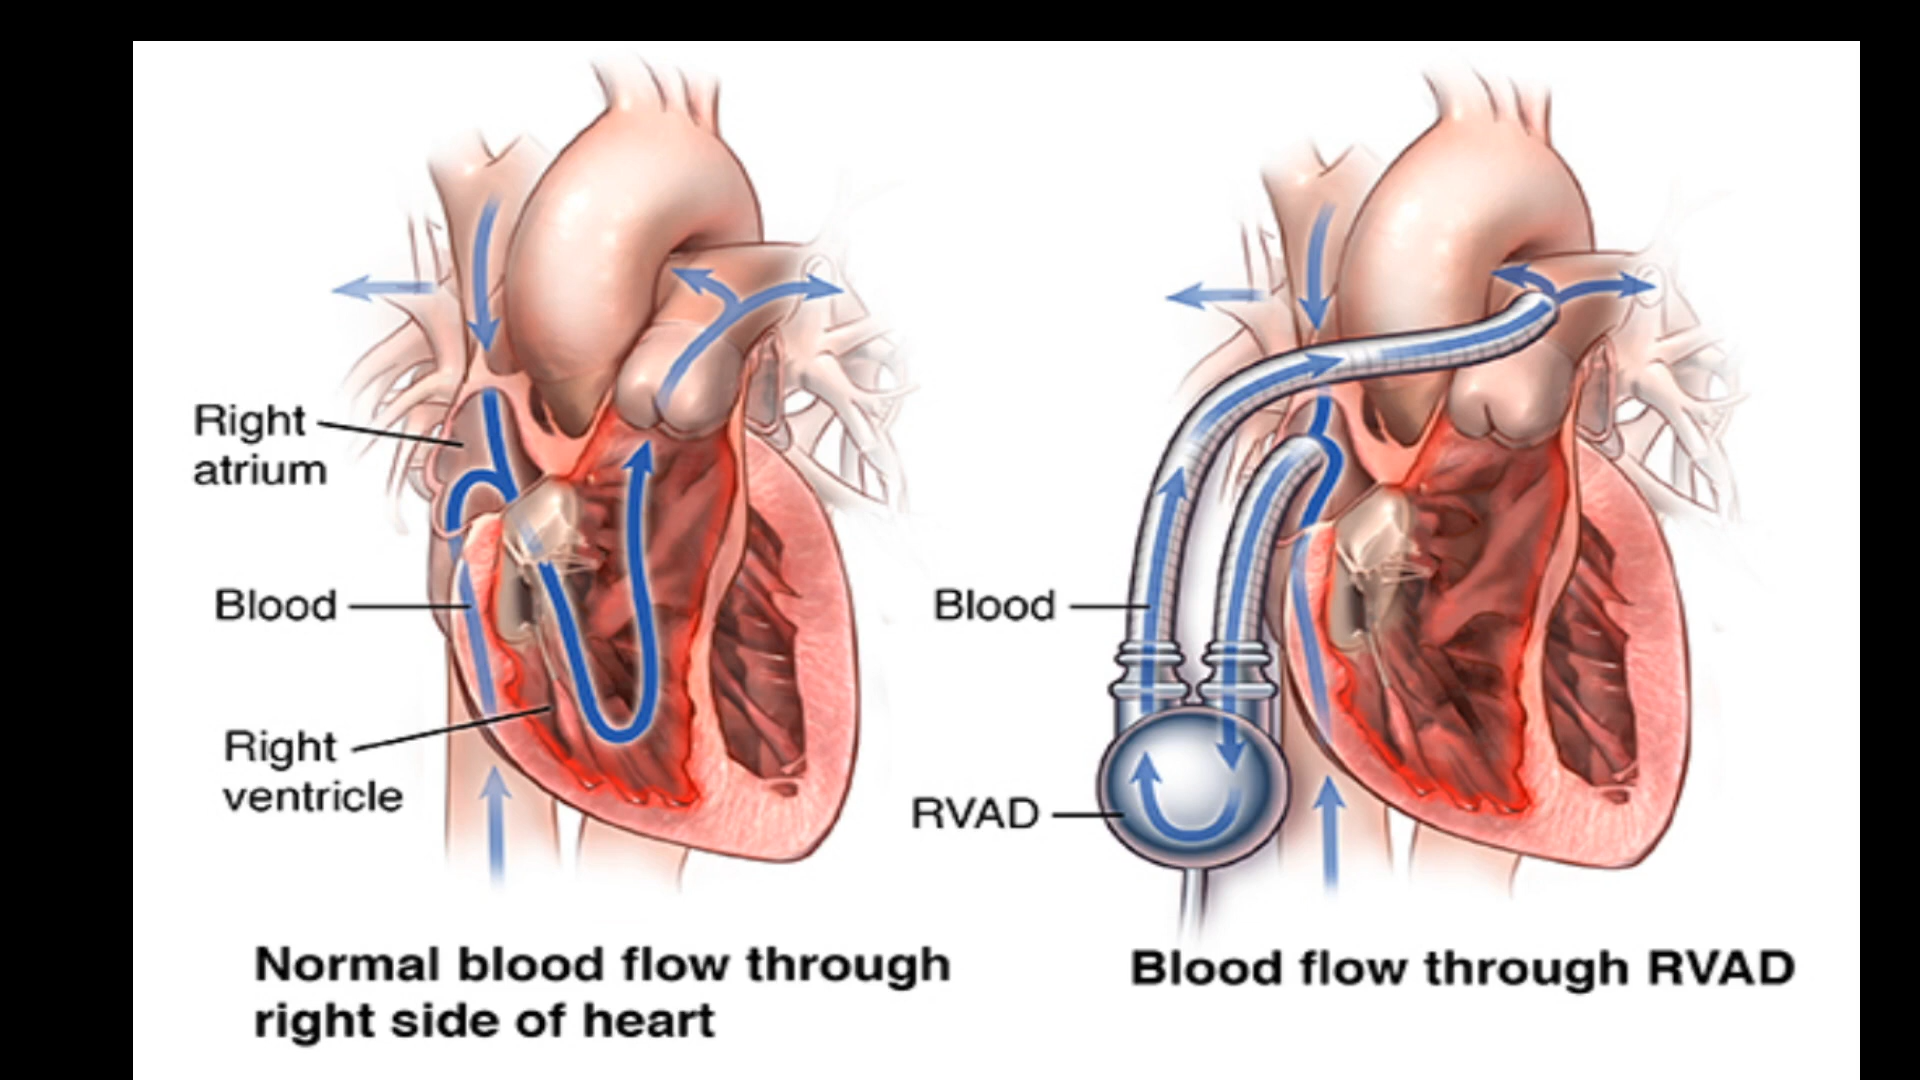 Right
atrium
Blood
Right
ventricle
Normal blood flow through
right side of heart
Blood
RVAD
Blood flow through RVAD